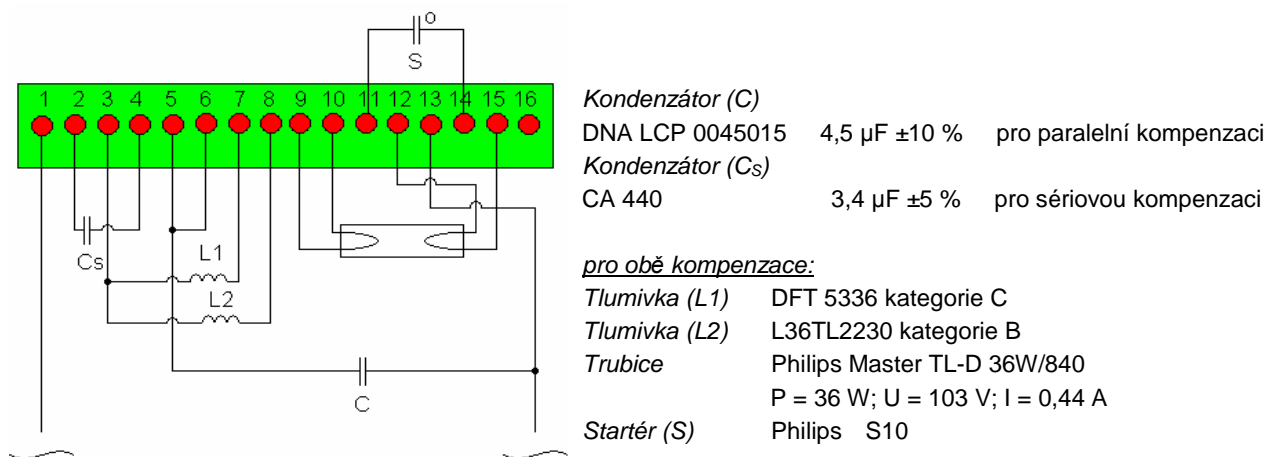 o
S
1 2 3 4 5 6 7 8 9 10 11 12 13 14 15 16
Cs
L1
L2
C
Kondenzátor (C)
DNA LCP 0045015 4,5 µF ±10 % pro paralelní kompenzaci
Kondenzátor (CS)
CA 440 3,4 µF ±5 % pro sériovou kompenzaci
pro obě kompenzace:
Tlumivka (L1) DFT 5336 kategorie C
Tlumivka (L2) L36TL2230 kategorie B
Trubice Philips Master TL-D 36W/840
P = 36 W; U = 103 V; I = 0,44 A
Startér (S) Philips S10